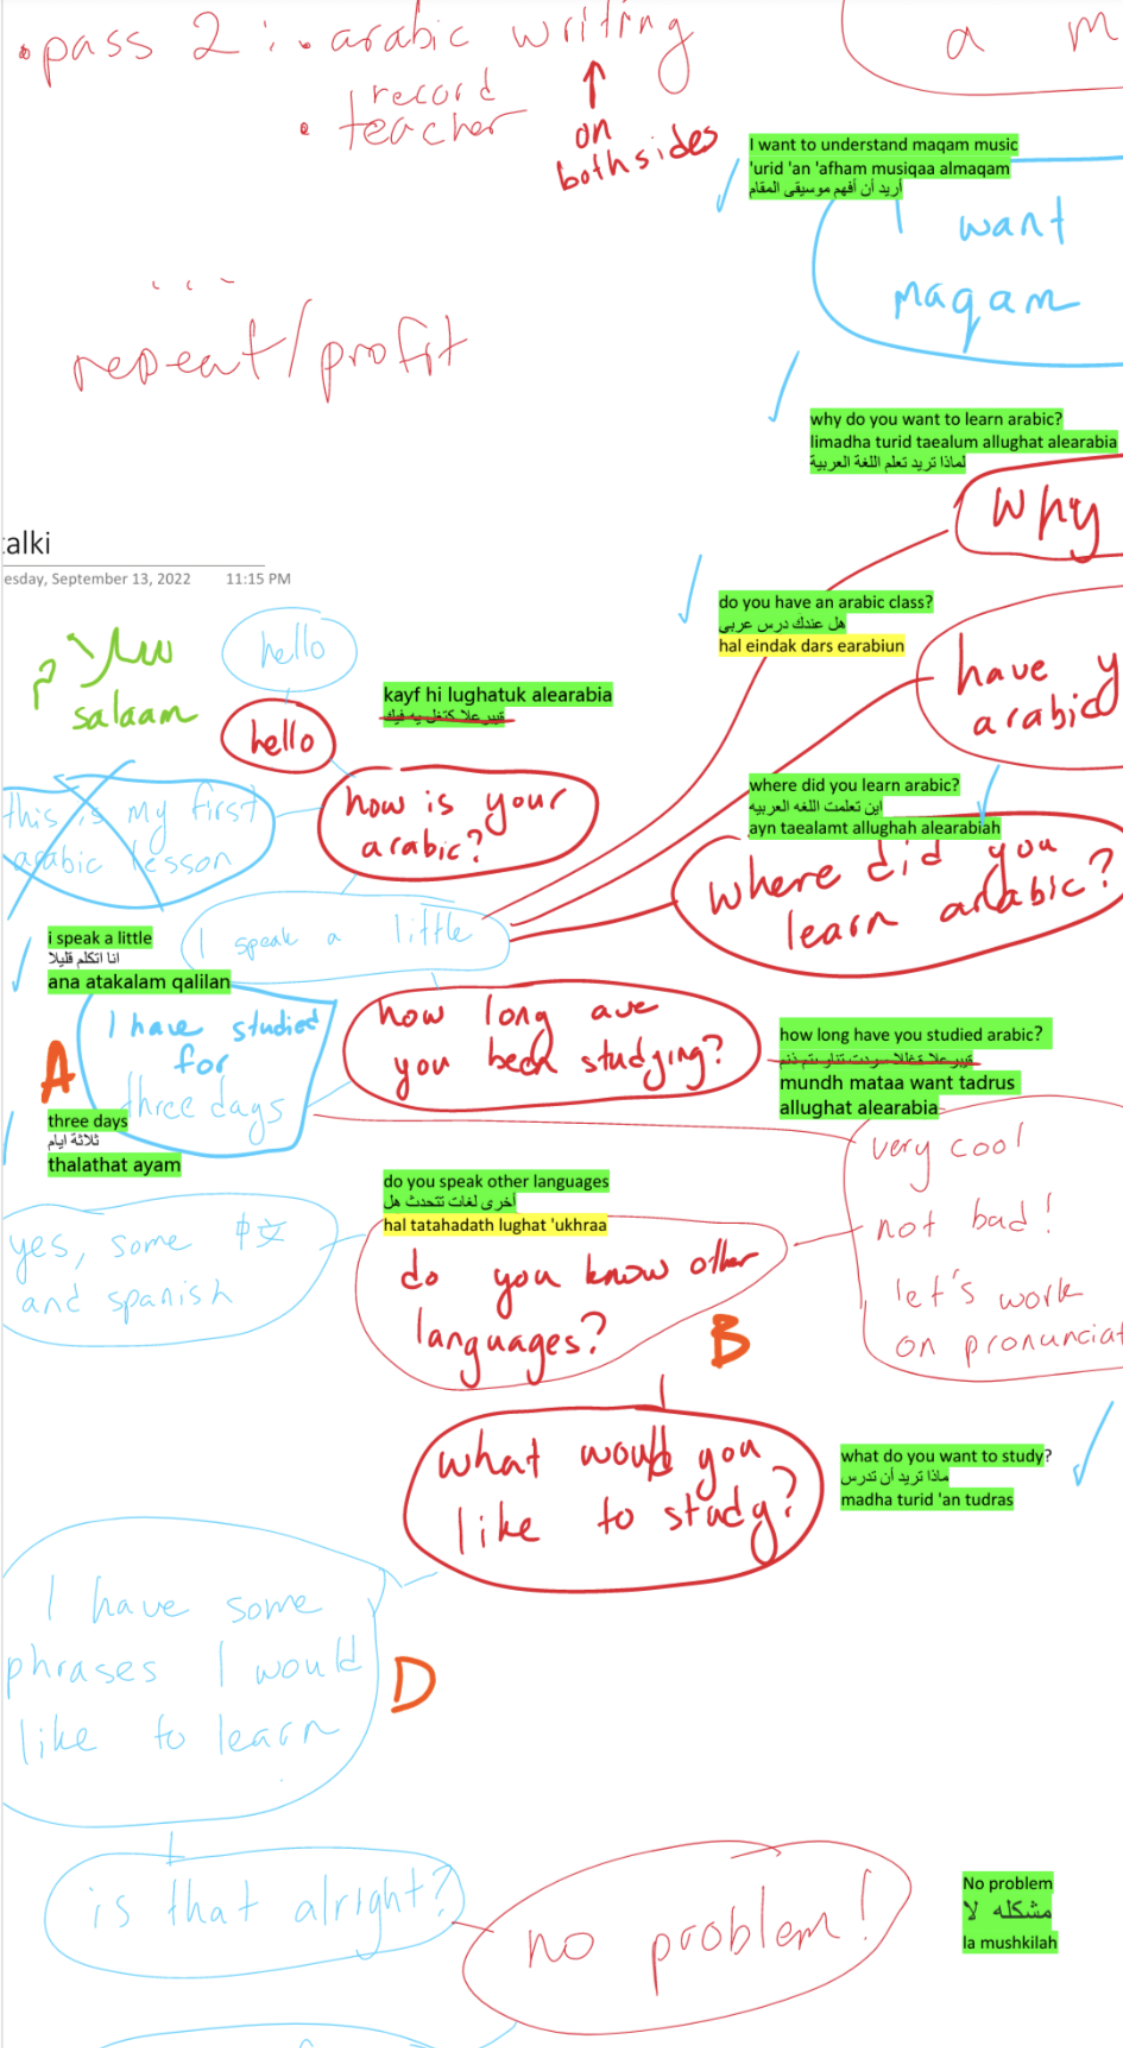 • pass 2 : • arabic writing
record
• teacher
↑
on
both sides
a m
I want to understand maqam music
'urid 'an 'afham musiqaa almaqam
أريد أن أفهم موسيقى المقام
I want
maqam
...
repeat/profit
why do you want to learn arabic?
limadha turid taealum allughat alearabia
لماذا تريد تعلم اللغة العربية
why
alki
esday, September 13, 2022 11:15 PM
do you have an arabic class?
هل عندك درس عربي
hal eindak dars earabiun
have y
arabic
سلا
م
salaam
hello
hello
kayf hi lughatuk alearabia
this is my first
arabic lesson
how is your
arabic?
where did you learn arabic?
اين تعلمت اللغه العربيه
ayn taealamt allughah alearabiah
where did you
learn arabic?
I speak a little
i speak a little
انا اتكلم قليلا
ana atakalam qalilan
I have studied
for
three days
A
how long ave
you been studying?
how long have you studied arabic?
mundh mataa want tadrus
allughat alearabia
three days
ثلاثة ايام
thalathat ayam
very cool
not bad!
let's work
on pronunciat
do you speak other languages
أخرى لغات تتحدث هل
hal tatahadath lughat 'ukhraa
yes, some 中文
and spanish
do you know other
languages?
B
what would you
like to study?
what do you want to study?
ماذا تريد أن تدرس
madha turid 'an tudras
I have some
phrases I would
like to learn
D
is that alright?
no problem!
No problem
مشكله لا
la mushkilah